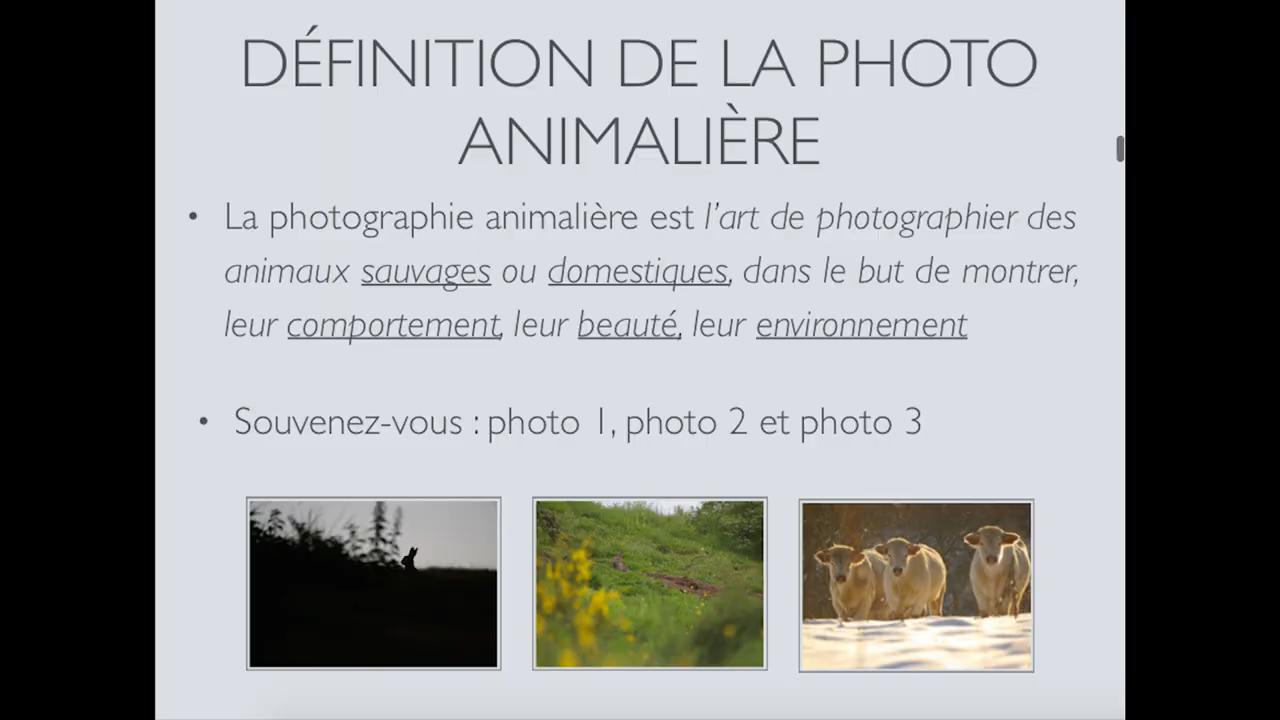 DÉFINITION DE LA PHOTO
ANIMALIÈRE
• La photographie animalière est l'art de photographier des
animaux sauvages ou domestiques, dans le but de montrer,
leur comportement, leur beauté, leur environnement
• Souvenez-vous : photo 1, photo 2 et photo 3